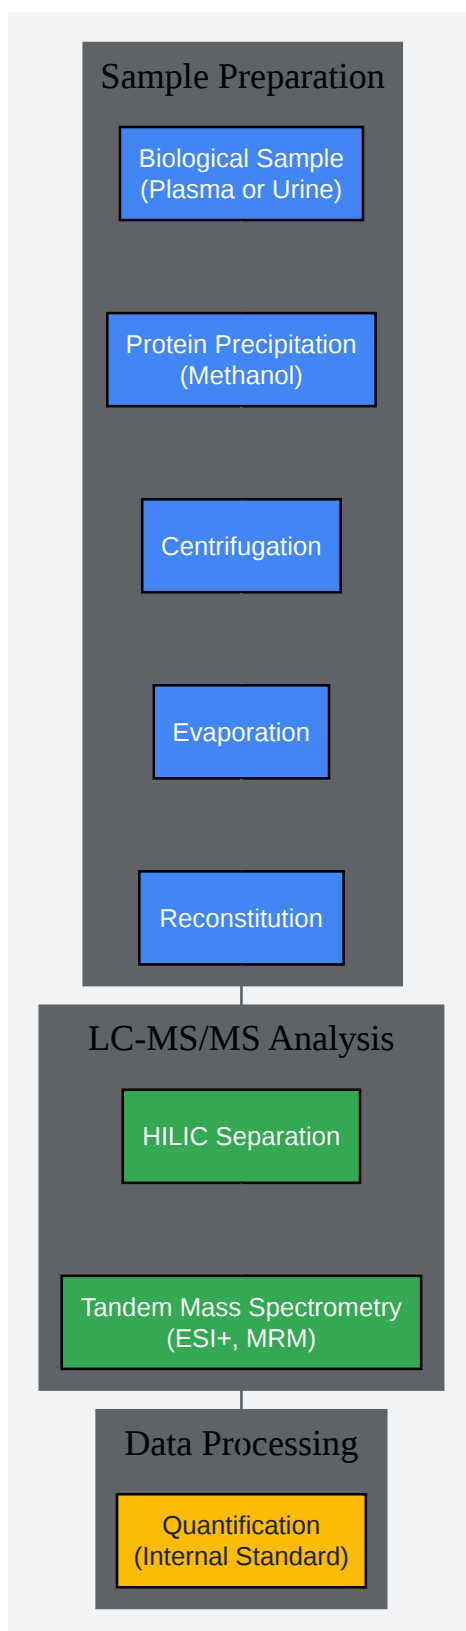 Sample Preparation
Biological Sample
(Plasma or Urine)
Protein Precipitation
(Methanol)
Centrifugation
Evaporation
Reconstitution
LC-MS/MS Analysis
HILIC Separation
Tandem Mass Spectrometry
(ESI+, MRM)
Data Processing
Quantification
(Internal Standard)